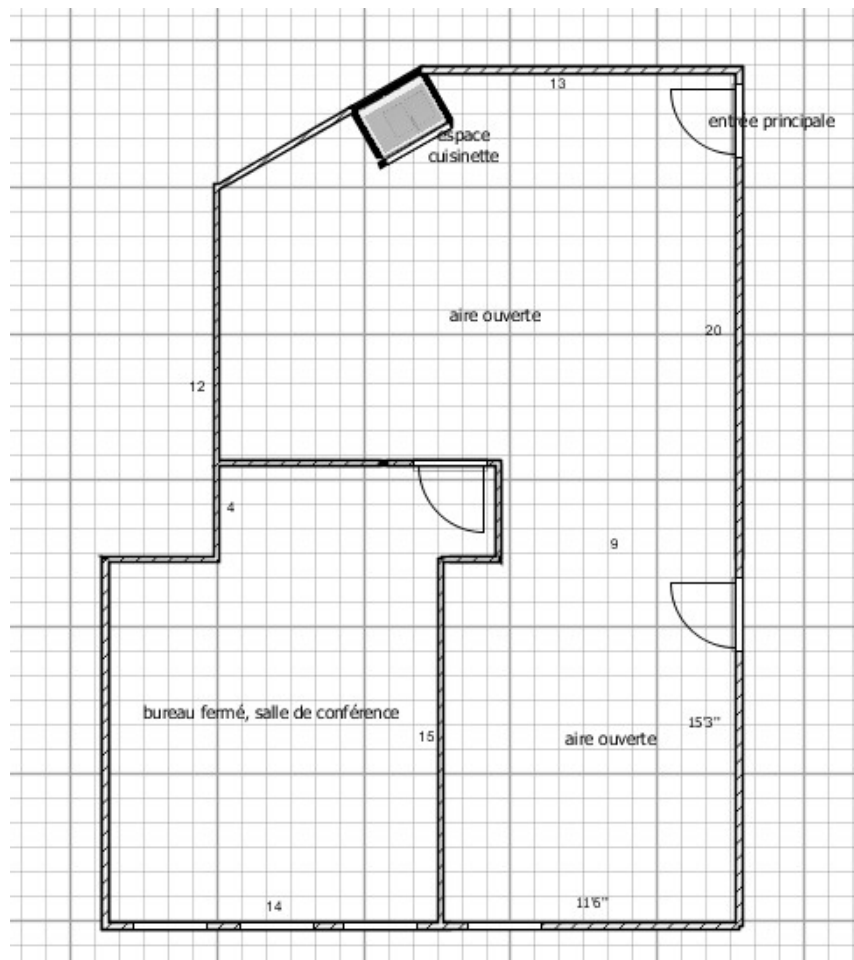 13
entrée principale
espace
cuisinette
aire ouverte
20
12
4
9
bureau fermé, salle de conférence
15'3"
15
aire ouverte
14
11'6"